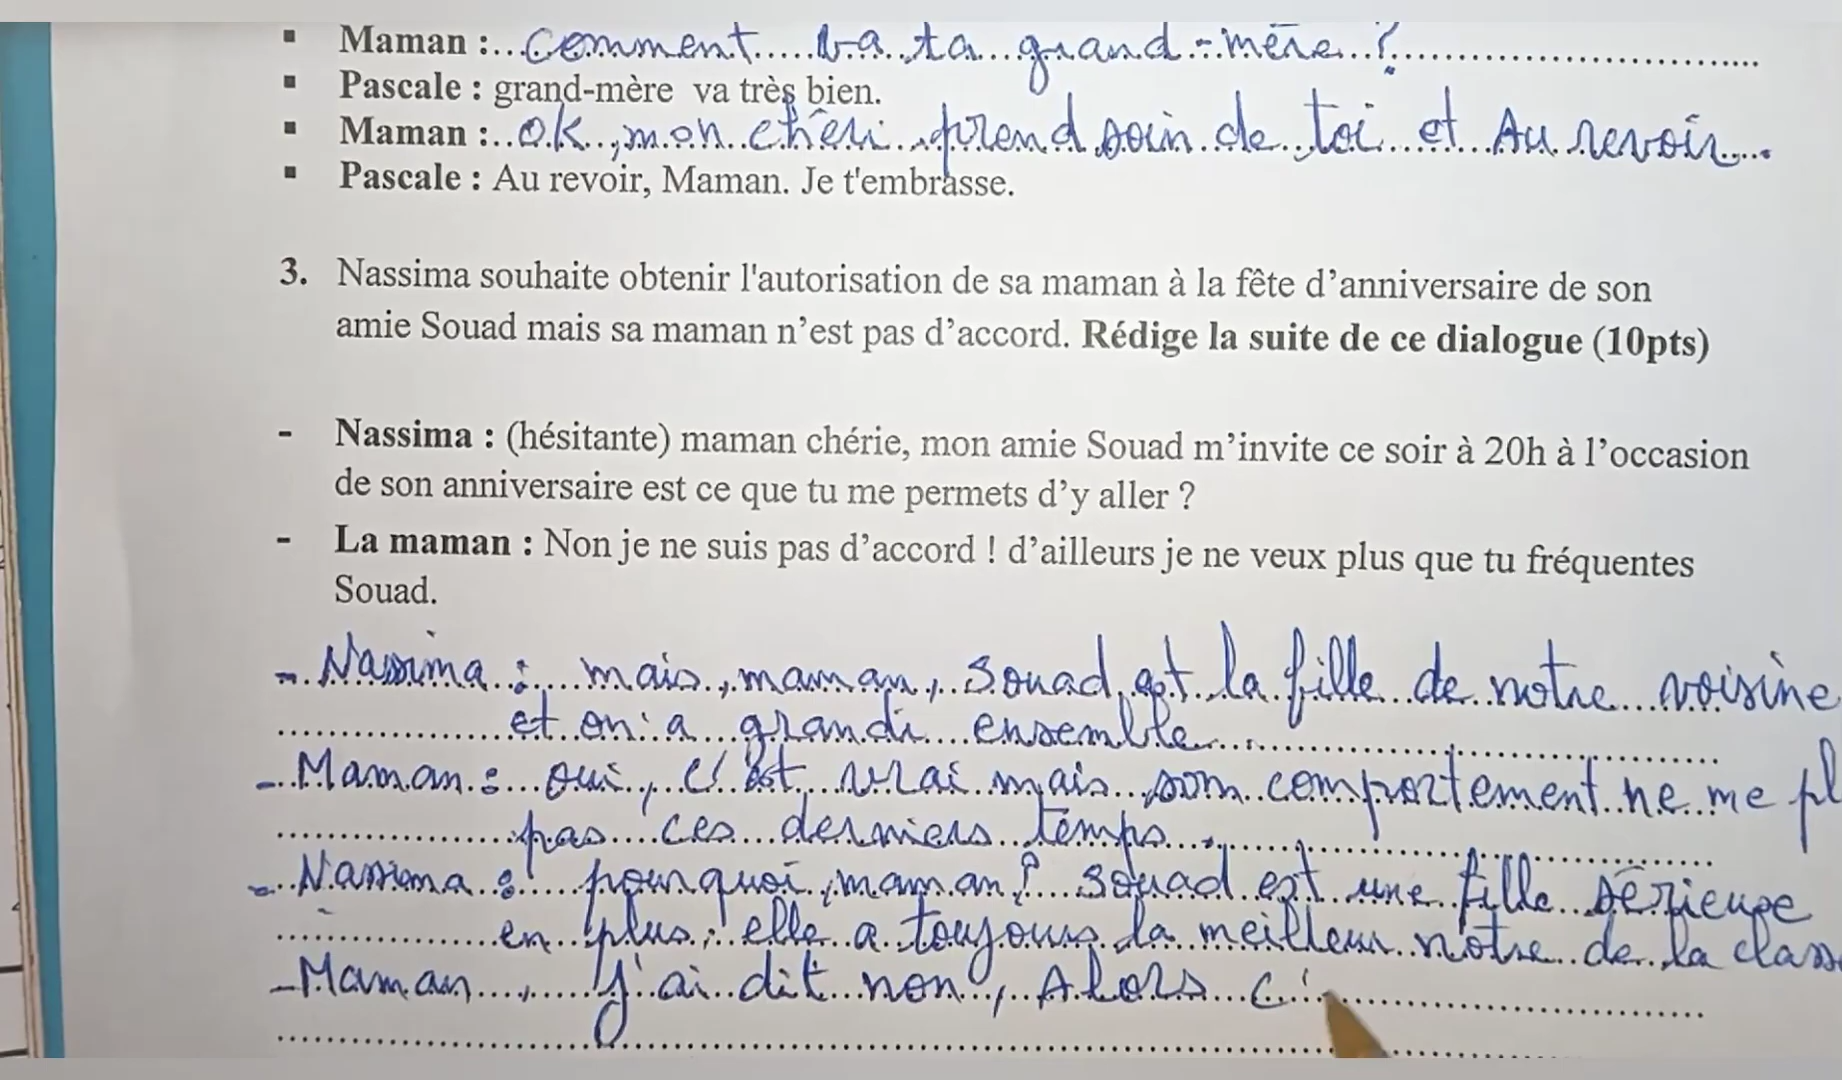 ▪ Maman :...Comment.....va..ta..grand-mère..?..............................
▪ Pascale : grand-mère va très bien.
▪ Maman :..OK..,mon..chéri..prend soin.de..toi..et..Au revoir....
▪ Pascale : Au revoir, Maman. Je t'embrasse.
3. Nassima souhaite obtenir l'autorisation de sa maman à la fête d’anniversaire de son
amie Souad mais sa maman n’est pas d’accord. Rédige la suite de ce dialogue (10pts)
- Nassima : (hésitante) maman chérie, mon amie Souad m’invite ce soir à 20h à l’occasion
de son anniversaire est ce que tu me permets d’y aller ?
- La maman : Non je ne suis pas d’accord ! d’ailleurs je ne veux plus que tu fréquentes
Souad.
- Nassima : mais, maman, Souad est la fille de notre voisine
et on a grandi ensemble
- Maman : oui, c'est vrai mais son comportement ne me pl
pas ces derniers temps.
- Nassima : pourquoi, maman? Souad est une fille sérieuse
en plus, elle a toujours la meilleur notre de la class
- Maman, j'ai dit non, Alors c'